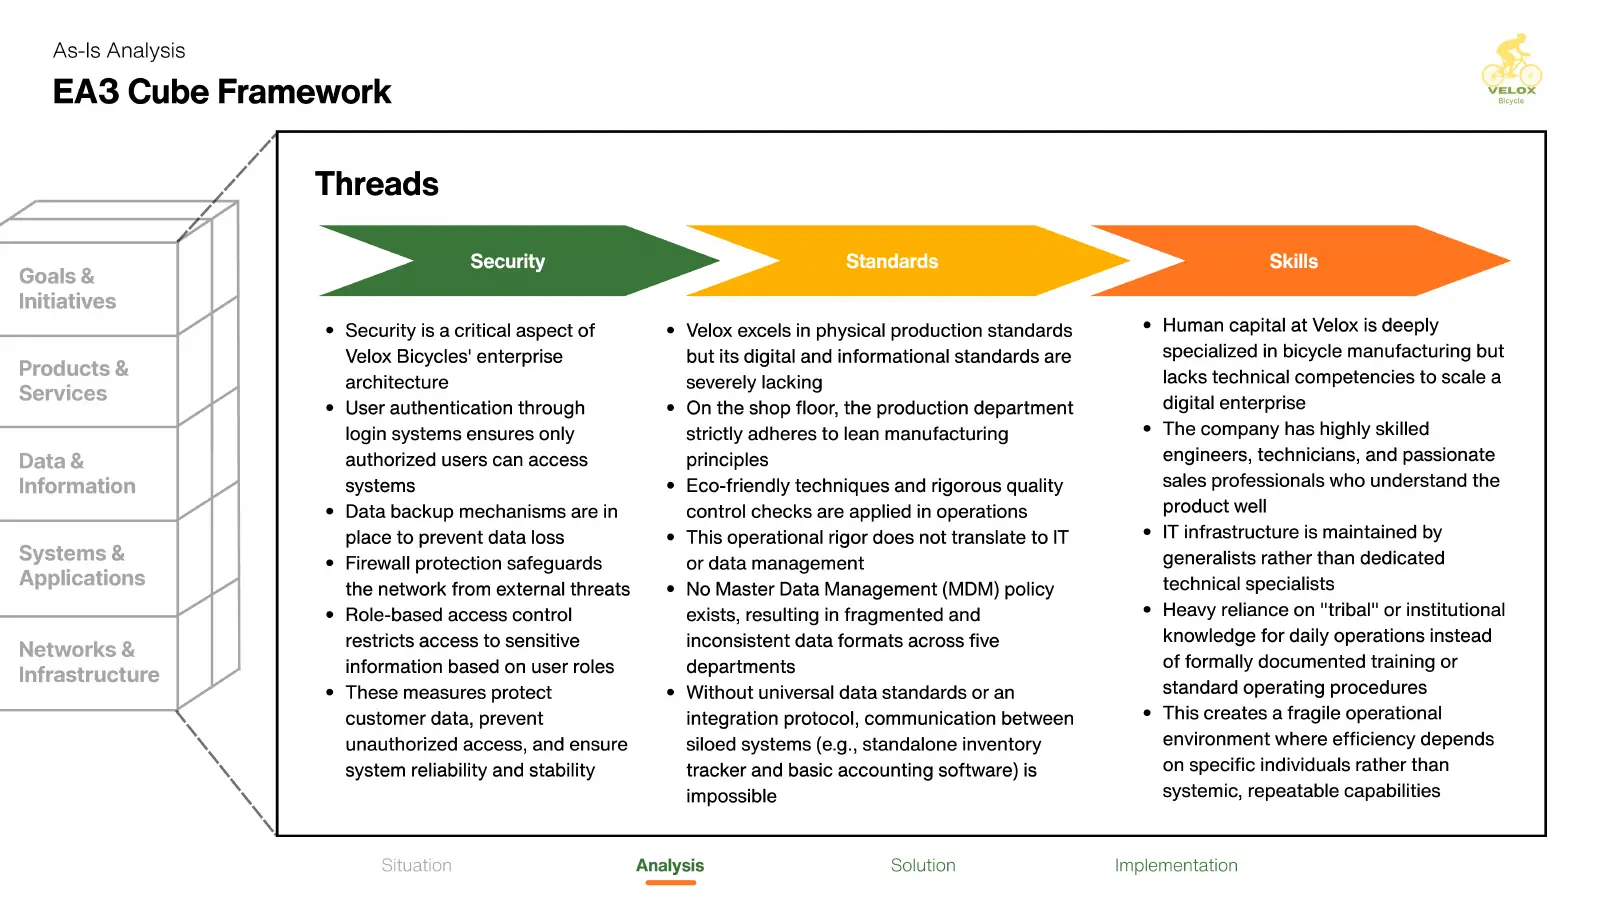 As-Is Analysis
EA3 Cube Framework
VELOX
Bicycle
Goals &
Initiatives
Products &
Services
Data &
Information
Systems &
Applications
Networks &
Infrastructure
Threads
Security
• Security is a critical aspect of
Velox Bicycles' enterprise
architecture
• User authentication through
login systems ensures only
authorized users can access
systems
• Data backup mechanisms are in
place to prevent data loss
• Firewall protection safeguards
the network from external threats
• Role-based access control
restricts access to sensitive
information based on user roles
• These measures protect
customer data, prevent
unauthorized access, and ensure
system reliability and stability
Standards
• Velox excels in physical production standards
but its digital and informational standards are
severely lacking
• On the shop floor, the production department
strictly adheres to lean manufacturing
principles
• Eco-friendly techniques and rigorous quality
control checks are applied in operations
• This operational rigor does not translate to IT
or data management
• No Master Data Management (MDM) policy
exists, resulting in fragmented and
inconsistent data formats across five
departments
• Without universal data standards or an
integration protocol, communication between
siloed systems (e.g., standalone inventory
tracker and basic accounting software) is
impossible
Skills
• Human capital at Velox is deeply
specialized in bicycle manufacturing but
lacks technical competencies to scale a
digital enterprise
• The company has highly skilled
engineers, technicians, and passionate
sales professionals who understand the
product well
• IT infrastructure is maintained by
generalists rather than dedicated
technical specialists
• Heavy reliance on "tribal" or institutional
knowledge for daily operations instead
of formally documented training or
standard operating procedures
• This creates a fragile operational
environment where efficiency depends
on specific individuals rather than
systemic, repeatable capabilities
Situation
Analysis
Solution
Implementation